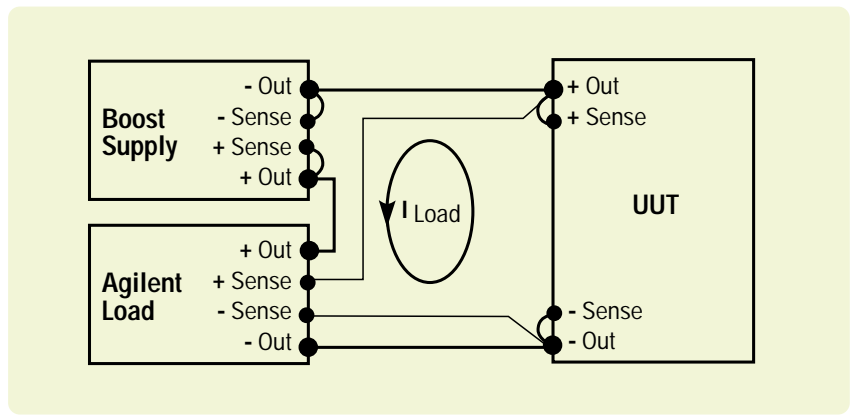 Boost
Supply
- Out
- Sense
+ Sense
+ Out
Agilent
Load
+ Out
+ Sense
- Sense
- Out
I Load
+ Out
+ Sense
UUT
- Sense
- Out